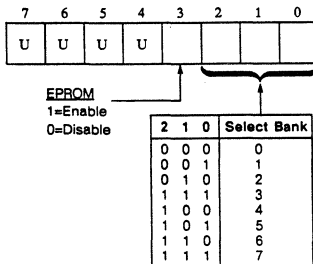 7 6 5 4 3 2 1 0
U U U U
EPROM
1=Enable
0=Disable
2 1 0 Select Bank
0 0 0 0
0 0 1 1
0 1 0 2
1 1 1 3
1 0 0 4
1 0 1 5
1 1 0 6
1 1 1 7